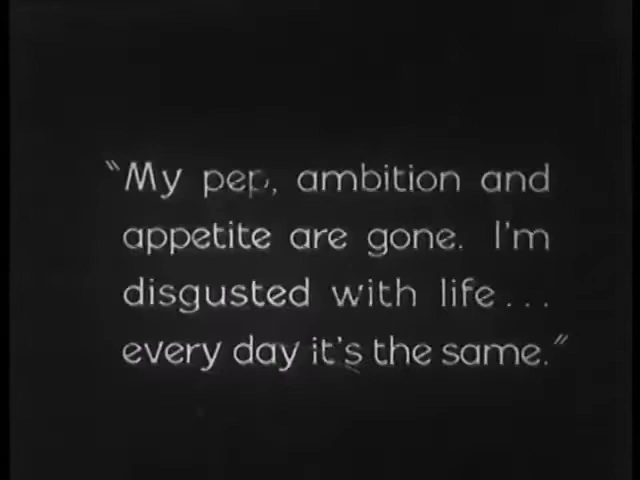 "My pep, ambition and
appetite are gone. I'm
disgusted with life...
every day it's the same."